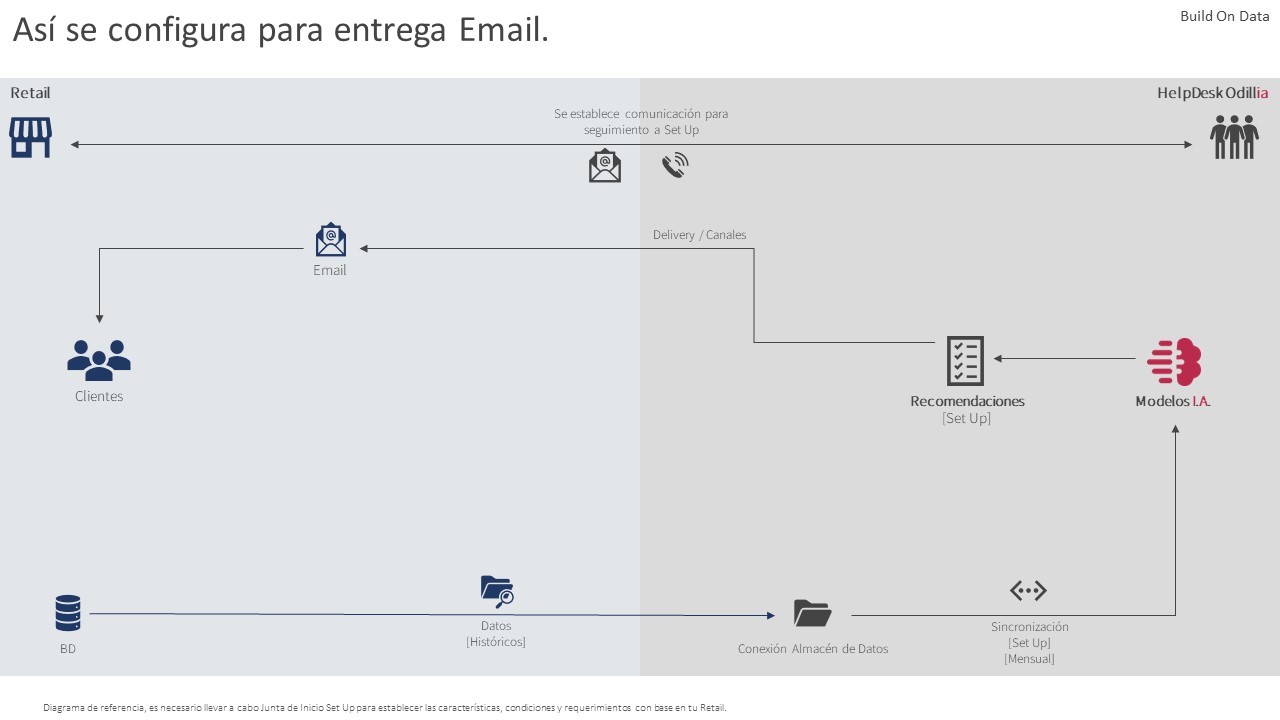 Así se configura para entrega Email.
Build On Data
Retail
HelpDesk Odillia
Se establece comunicación para
seguimiento a Set Up
@
@
Delivery / Canales
Email
Clientes
Recomendaciones
[Set Up]
Modelos I.A.
Datos
[Históricos]
BD
Conexión Almacén de Datos
Sincronización
[Set Up]
[Mensual]
Diagrama de referencia, es necesario llevar a cabo Junta de Inicio Set Up para establecer las características, condiciones y requerimientos con base en tu Retail.